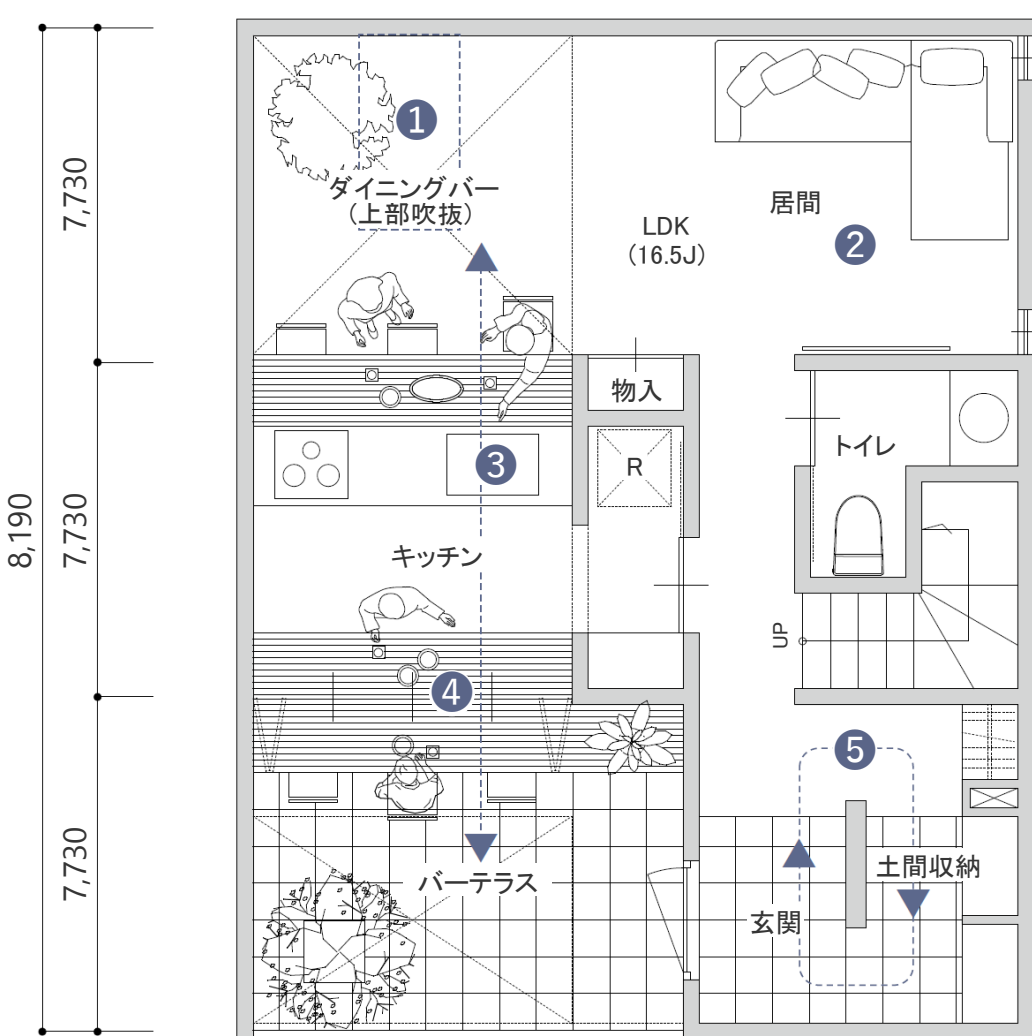 7,730
8,190
7,730
7,730
1
ダイニングバー
(上部吹抜)
LDK
(16.5J)
居間
2
物入
トイレ
3
R
キッチン
UP
4
5
バーテラス
玄関
土間収納